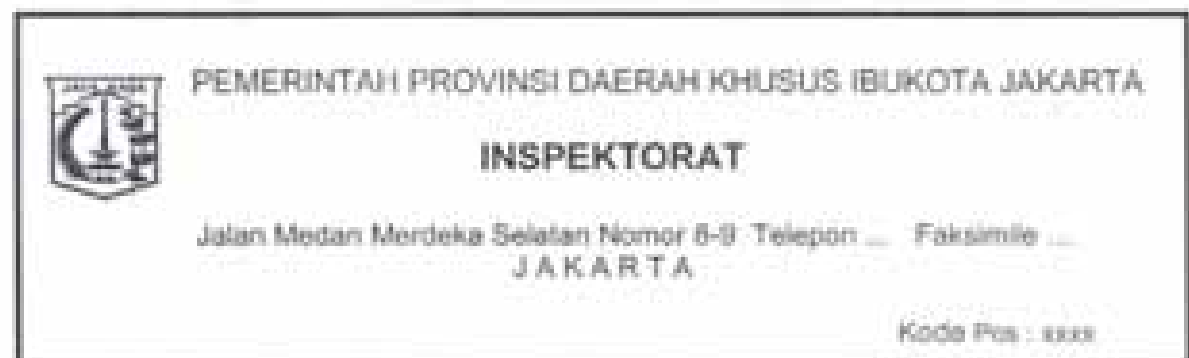 PEMERINTAH PROVINSI DAERAH KHUSUS IBUKOTA JAKARTA
INSPEKTORAT
Jalan Medan Merdeka Selatan Nomor 8-9 Telepon ... Faksimile ...
JAKARTA
Kode Pos : xxxx